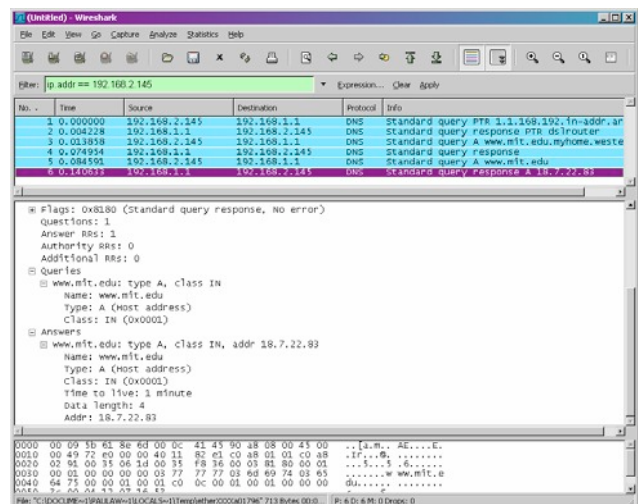 (Untitled) - Wireshark
File Edit View Go Capture Analyze Statistics Help
Filter: ip.addr == 192.168.2.145 Expression... Clear Apply
No. . Time Source Destination Protocol Info
1 0.000000 192.168.2.145 192.168.1.1 DNS Standard query PTR 1.1.168.192.in-addr.ar
2 0.004228 192.168.1.1 192.168.2.145 DNS Standard query response PTR dslrouter
3 0.013858 192.168.2.145 192.168.1.1 DNS Standard query A www.mit.edu.myhome.weste
4 0.074954 192.168.1.1 192.168.2.145 DNS Standard query response
5 0.084591 192.168.2.145 192.168.1.1 DNS Standard query A www.mit.edu
6 0.140633 192.168.1.1 192.168.2.145 DNS Standard query response A 18.7.22.83
Flags: 0x8180 (Standard query response, No error)
Questions: 1
Answer RRs: 1
Authority RRs: 0
Additional RRs: 0
Queries
www.mit.edu: type A, class IN
Name: www.mit.edu
Type: A (Host address)
Class: IN (0x0001)
Answers
www.mit.edu: type A, class IN, addr 18.7.22.83
Name: www.mit.edu
Type: A (Host address)
Class: IN (0x0001)
Time to live: 1 minute
Data length: 4
Addr: 18.7.22.83
0000 00 09 5b 61 8e 6d 00 0c 41 45 90 a8 08 00 45 00 ..[a.m.. AE....E.
0010 00 49 72 e0 00 00 40 11 82 e1 c0 a8 01 01 c0 a8 .Ir...@. ........
0020 02 91 00 35 06 1d 00 35 f8 36 00 03 81 80 00 01 ...5...5 .6......
0030 00 01 00 00 00 00 03 77 77 77 03 6d 69 74 03 65 .......w ww.mit.e
0040 64 75 00 00 01 00 01 c0 0c 00 01 00 01 00 00 00 du...... ........
713 Bytes 00:0... P: 6 D: 6 M: 0 Drops: 0